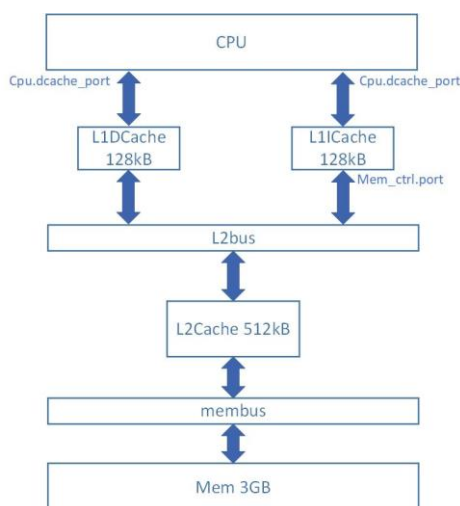 CPU
Cpu.dcache_port
Cpu.dcache_port
L1DCache
128kB
L1ICache
128kB
Mem_ctrl.port
L2bus
L2Cache 512kB
membus
Mem 3GB